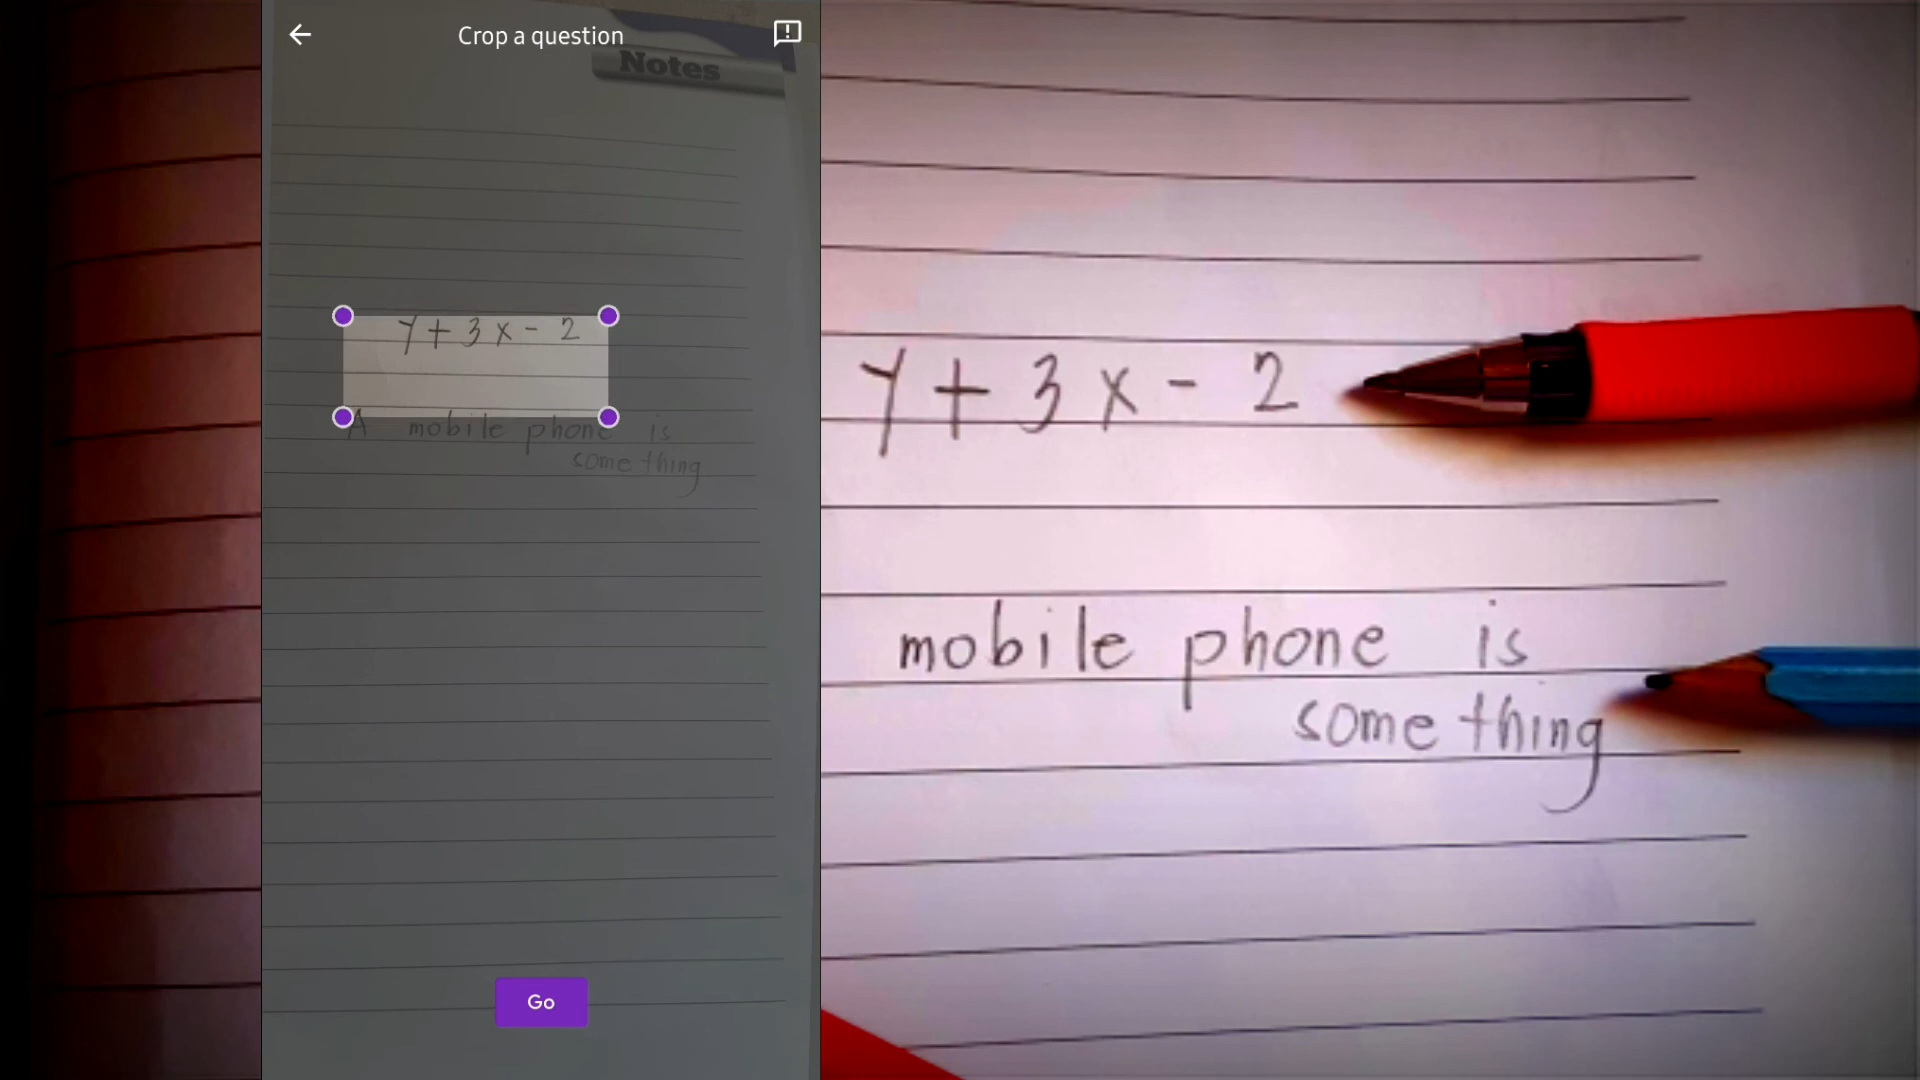 Crop a question
Notes
y + 3 x - 2
A mobile phone is
something
Go
y + 3 x - 2
mobile phone is
something